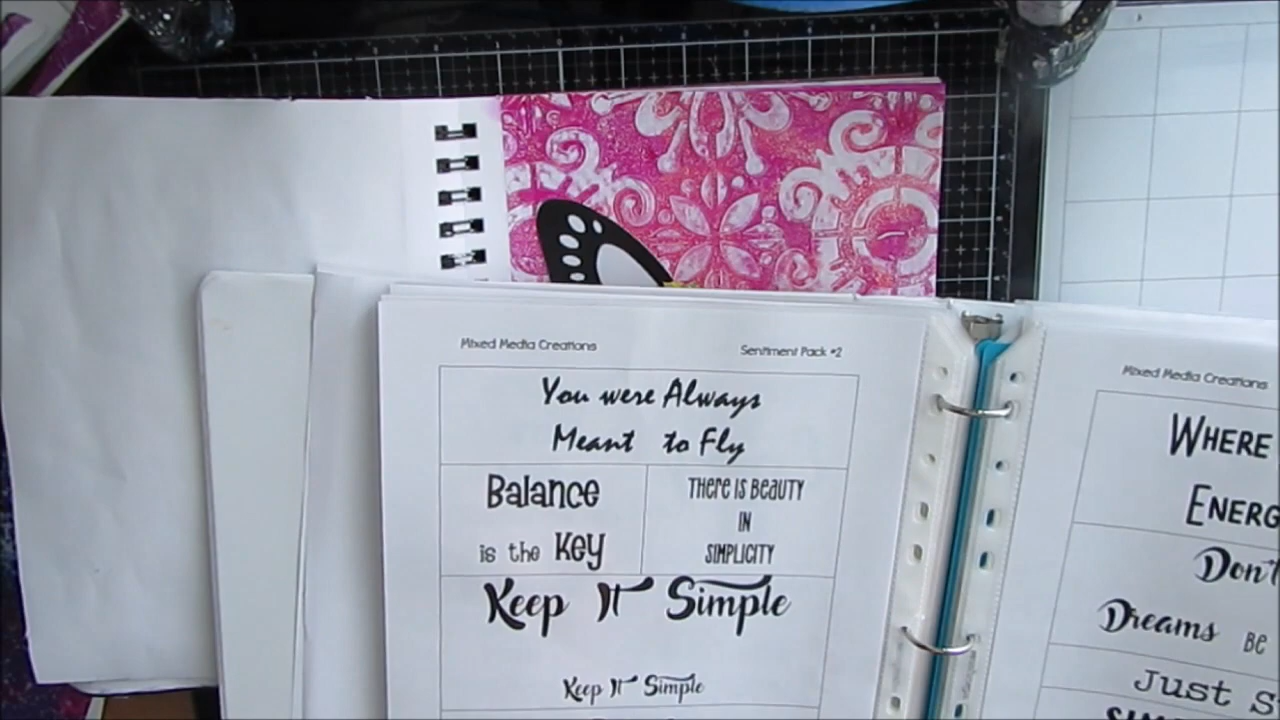 Mixed Media Creations
Sentiment Pack #2
You were Always
Meant to Fly
Balance
is the Key
There is Beauty
in
Simplicity
Keep It Simple
Keep It Simple
Mixed Media Creations
Where
Don't
Dreams Be
Just